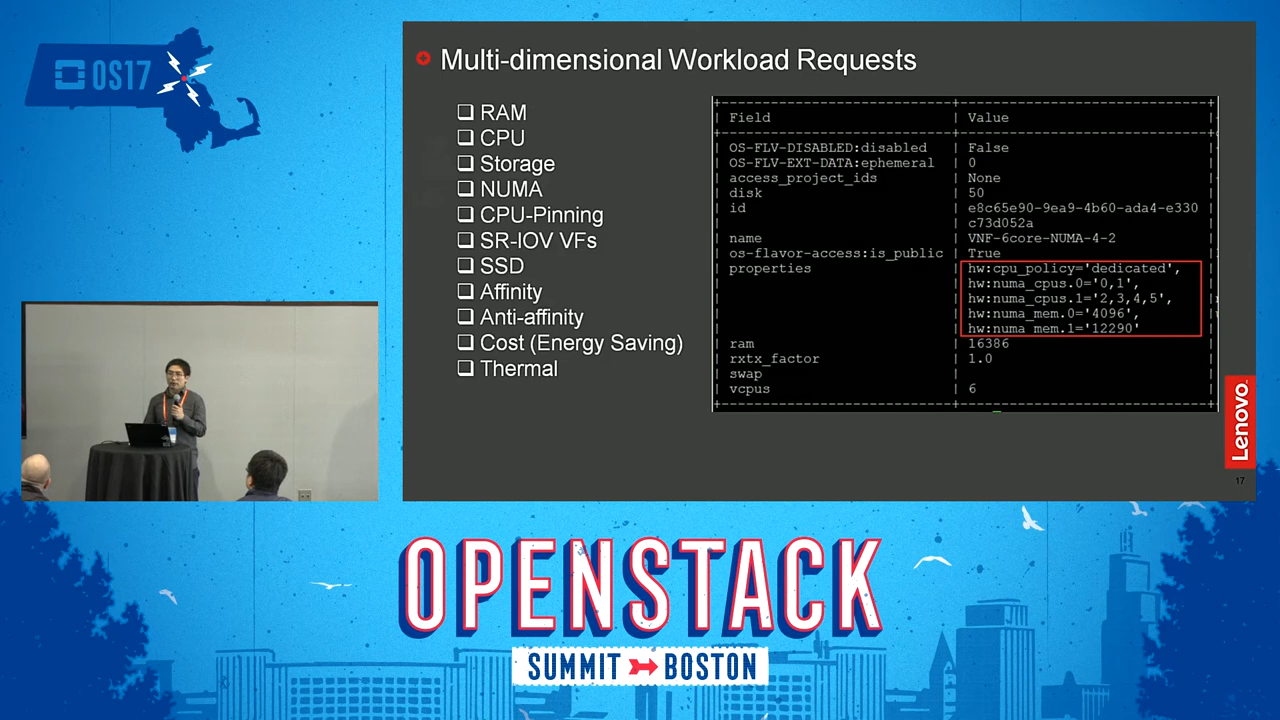 OS17
Multi-dimensional Workload Requests
RAM
CPU
Storage
NUMA
CPU-Pinning
SR-IOV VFs
SSD
Affinity
Anti-affinity
Cost (Energy Saving)
Thermal
Field | Value
OS-FLV-DISABLED:disabled | False
OS-FLV-EXT-DATA:ephemeral | 0
access_project_ids | None
disk | 50
id | e8c65e90-9ea9-4b60-ada4-e330
c73d052a
name | VNF-6core-NUMA-4-2
os-flavor-access:is_public | True
properties | hw:cpu_policy='dedicated',
hw:numa_cpus.0='0,1',
hw:numa_cpus.1='2,3,4,5',
hw:numa_mem.0='4096',
hw:numa_mem.1='12290'
ram | 16386
rxtx_factor | 1.0
swap |
vcpus | 6
Lenovo
17
OPENSTACK
SUMMIT BOSTON